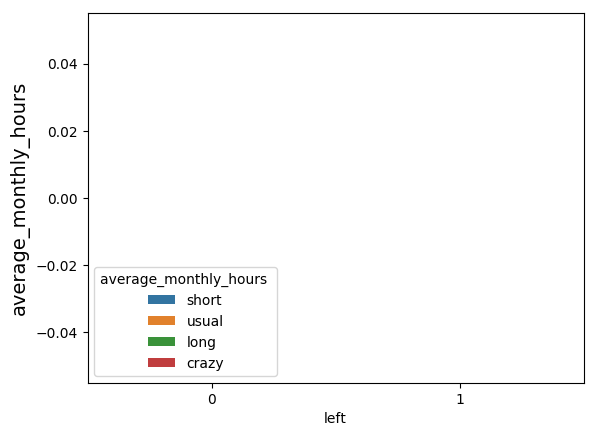 average_monthly_hours
0.04
0.02
0.00
−0.02
−0.04
average_monthly_hours
short
usual
long
crazy
0 1
left